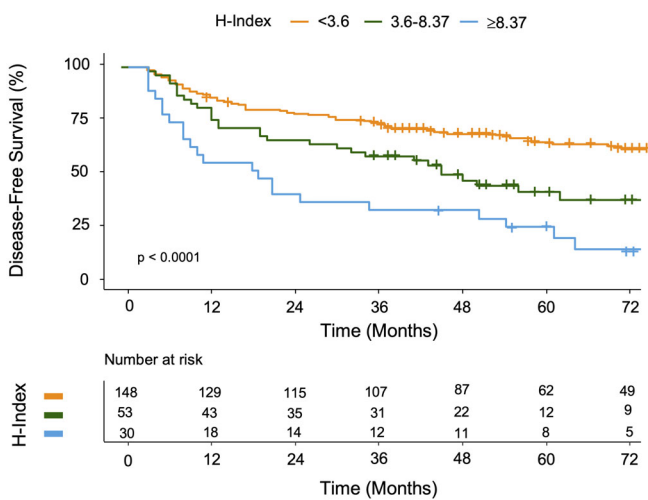 H-Index <3.6 3.6-8.37 ≥8.37
Disease-Free Survival (%)
100
75
50
25
0
p < 0.0001
0 12 24 36 48 60 72
Time (Months)
Number at risk
H-Index
148 129 115 107 87 62 49
53 43 35 31 22 12 9
30 18 14 12 11 8 5
0 12 24 36 48 60 72
Time (Months)